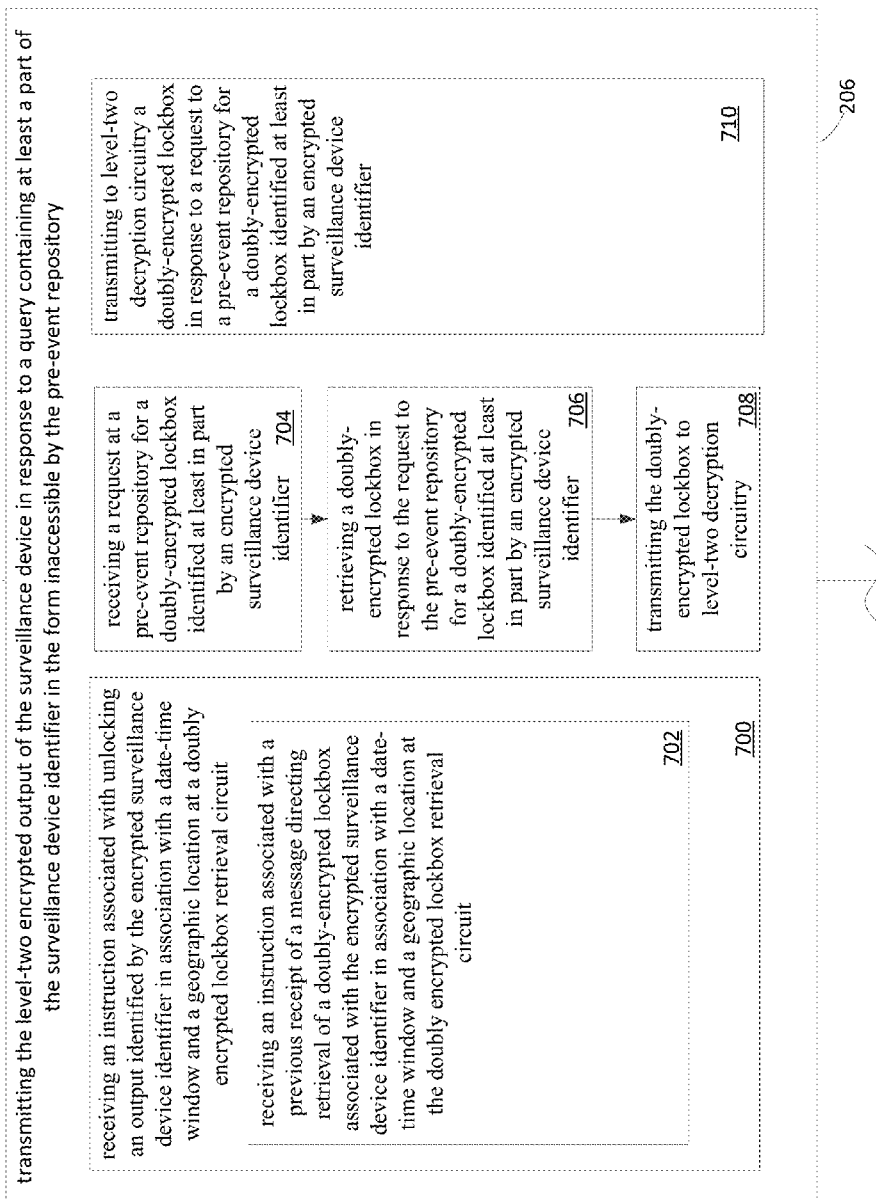 transmitting the level-two encrypted output of the surveillance device in response to a query containing at least a part of
the surveillance device identifier in the form inaccessible by the pre-event repository
receiving an instruction associated with unlocking
an output identified by the encrypted surveillance
device identifier in association with a date-time
window and a geographic location at a doubly
encrypted lockbox retrieval circuit
receiving an instruction associated with a
previous receipt of a message directing
retrieval of a doubly-encrypted lockbox
associated with the encrypted surveillance
device identifier in association with a date-
time window and a geographic location at
the doubly encrypted lockbox retrieval
circuit
702
700
receiving a request at a
pre-event repository for a
doubly-encrypted lockbox
identified at least in part
by an encrypted
surveillance device
identifier 704
retrieving a doubly-
encrypted lockbox in
response to the request to
the pre-event repository
for a doubly-encrypted
lockbox identified at least
in part by an encrypted
surveillance device
identifier 706
transmitting the doubly-
encrypted lockbox to
level-two decryption
circuitry 708
transmitting to level-two
decryption circuitry a
doubly-encrypted lockbox
in response to a request to
a pre-event repository for
a doubly-encrypted
lockbox identified at least
in part by an encrypted
surveillance device
identifier
710
206